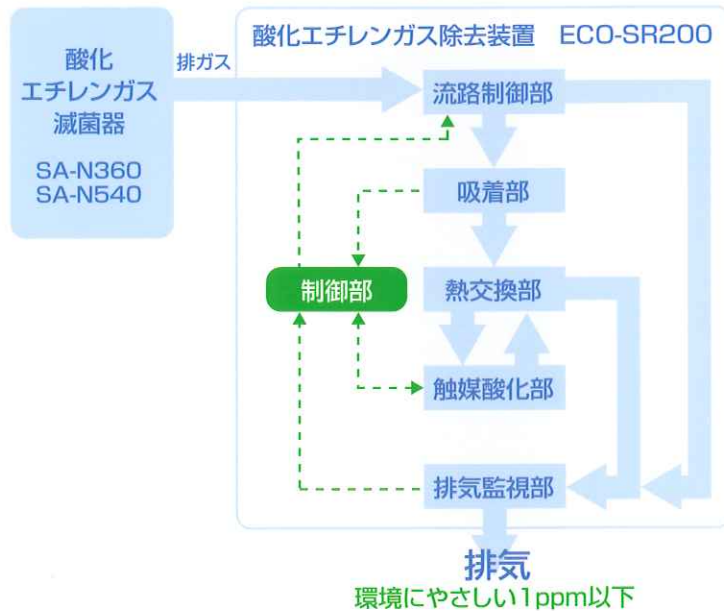 酸化
エチレンガス
滅菌器
SA-N360
SA-N540
排ガス
酸化エチレンガス除去装置 ECO-SR200
流路制御部
吸着部
制御部
熱交換部
触媒酸化部
排気監視部
排気
環境にやさしい1ppm以下